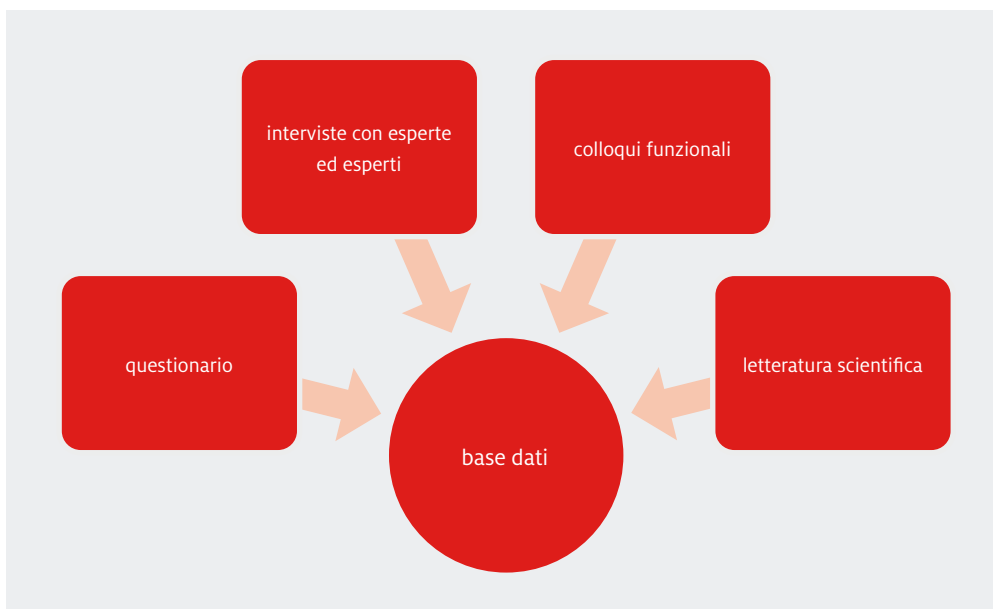 interviste con esperte
ed esperti
colloqui funzionali
questionario
letteratura scientifica
base dati